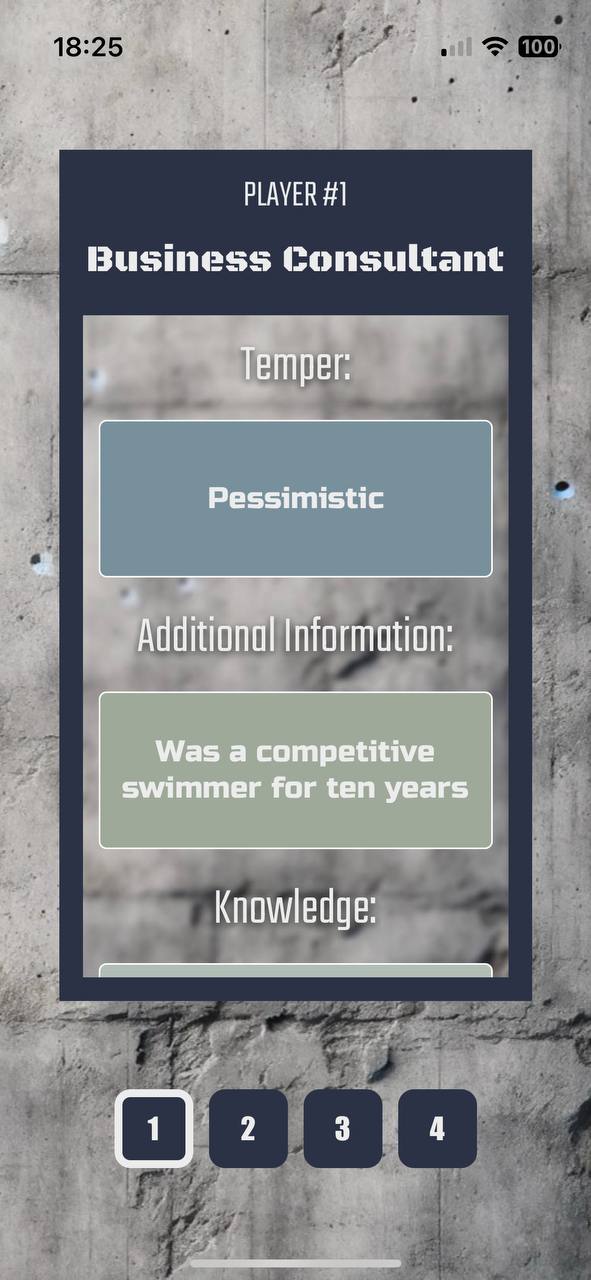 18:25
100
PLAYER #1
Business Consultant
Temper:
Pessimistic
Additional Information:
Was a competitive
swimmer for ten years
Knowledge:
1 2 3 4